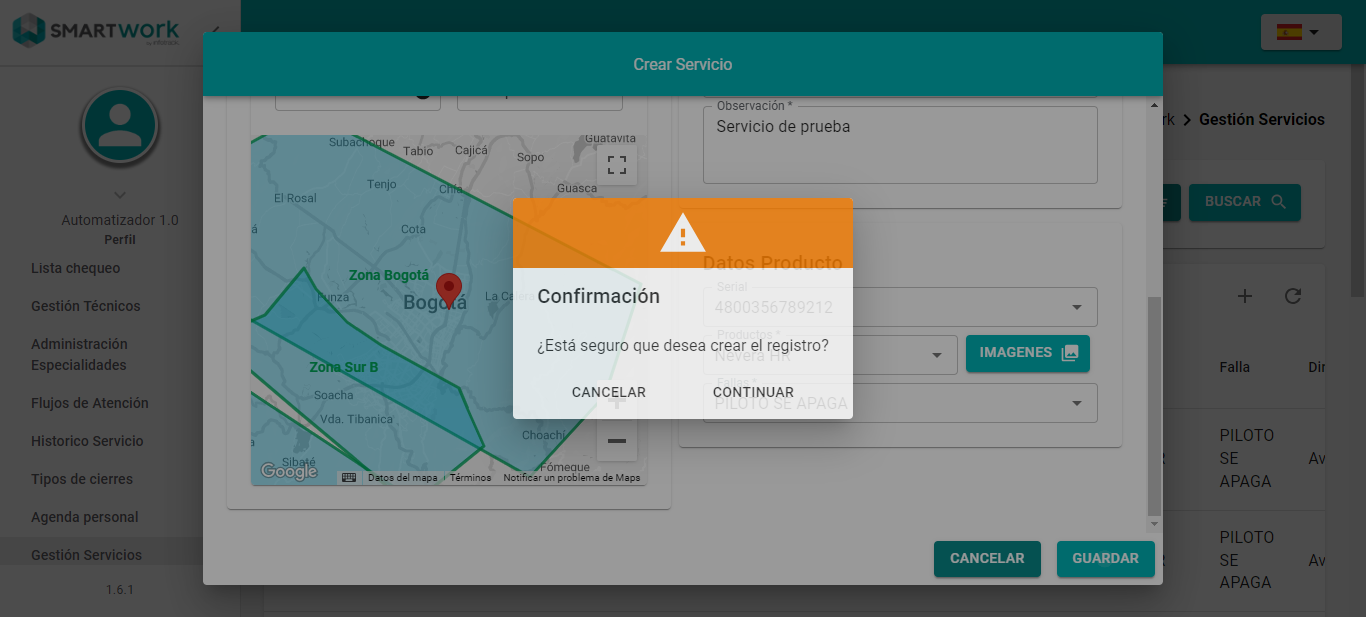 SMARTWORK
by Infotrack
Automatizador 1.0
Perfil
Lista chequeo
Gestión Técnicos
Administración
Especialidades
Flujos de Atención
Historico Servicio
Tipos de cierres
Agenda personal
Gestión Servicios
1.6.1
Crear Servicio
Subachoque
Tabio
Cajicá
Sopo
Guatavita
Tenjo
Chía
Guasca
El Rosal
Cota
Zona Bogotá
Funza
Bogotá
La Calera
Zona Sur B
Soacha
Vda. Tibanica
Choachí
Sibaté
Fómeque
Google
Datos del mapa
Términos
Notificar un problema de Maps
Observación *
Servicio de prueba
Datos Producto
Serial
4800356789212
Productos *
Nevera HR
IMAGENES
Fallas *
PILOTO SE APAGA
Confirmación
¿Está seguro que desea crear el registro?
CANCELAR
CONTINUAR
CANCELAR
GUARDAR
rk > Gestión Servicios
BUSCAR
Falla
Dir
PILOTO
SE
APAGA
Av
PILOTO
SE
APAGA
Av